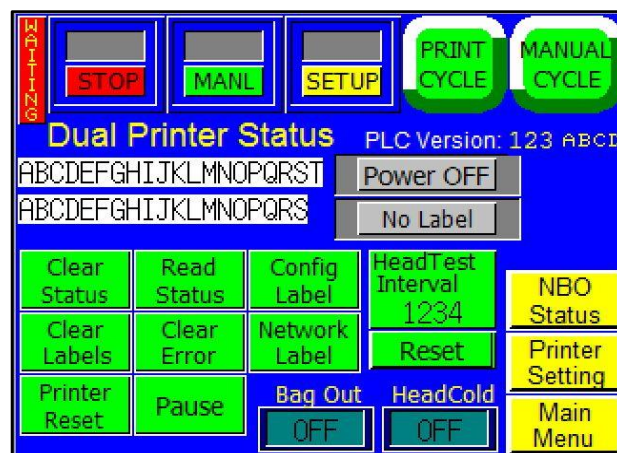 WAITING
STOP
MANL
SETUP
PRINT
CYCLE
MANUAL
CYCLE
Dual Printer Status
PLC Version: 123 ABCD
ABCDEFGHIJKLMNOPQRST
Power OFF
ABCDEFGHIJKLMNOPQRS
No Label
Clear
Status
Read
Status
Config
Label
HeadTest
Interval
1234
NBO
Status
Clear
Labels
Clear
Error
Network
Label
Reset
Printer
Setting
Printer
Reset
Pause
Bag Out
OFF
HeadCold
OFF
Main
Menu